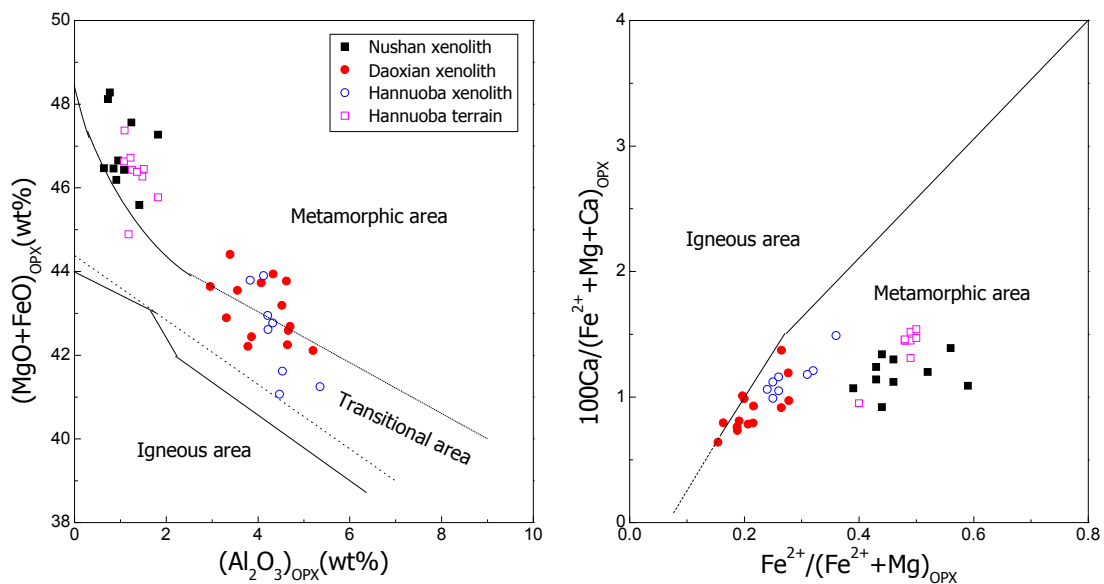 50
48
46
44
42
40
38
(MgO+FeO)OPX(wt%)
Nushan xenolith
Daoxian xenolith
Hannuoba xenolith
Hannuoba terrain
Metamorphic area
Transitional area
Igneous area
0 2 4 6 8 10
(Al2O3)OPX(wt%)
4
3
2
1
0
100Ca/(Fe2++Mg+Ca)OPX
Igneous area
Metamorphic area
0.0 0.2 0.4 0.6 0.8
Fe2+/(Fe2++Mg)OPX